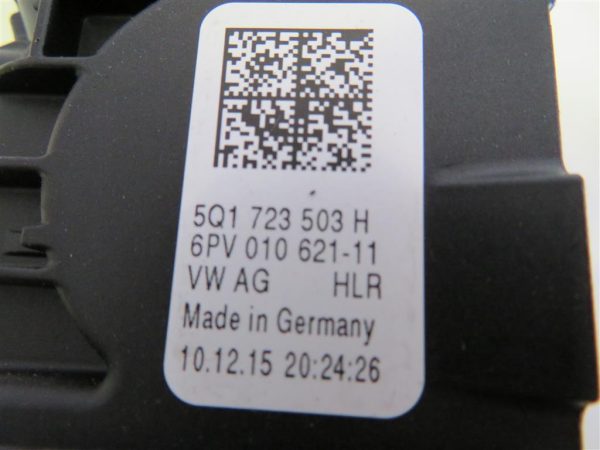 5Q1 723 503 H
6PV 010 621-11
VW AG HLR
Made in Germany
10.12.15 20:24:26